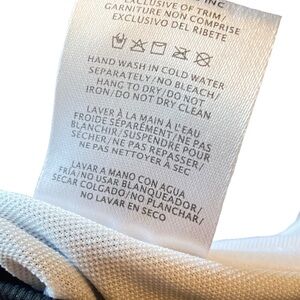 INC
EXCLUSIVE OF TRIM/
GARNITURE NON COMPRISE
EXCLUSIVO DEL RIBETE
HAND WASH IN COLD WATER
SEPARATELY/NO BLEACH/
HANG TO DRY/DO NOT
IRON/DO NOT DRY CLEAN
LAVER À LA MAIN À L'EAU
FROIDE SÉPARÉMENT/NE PAS
BLANCHIR/SUSPENDRE POUR
SÉCHER/NE PAS REPASSER/
NE PAS NETTOYER À SEC
LAVAR A MANO CON AGUA
FRÍA/NO USAR BLANQUEADOR/
SECAR COLGADO/NO PLANCHAR/
NO LAVAR EN SECO